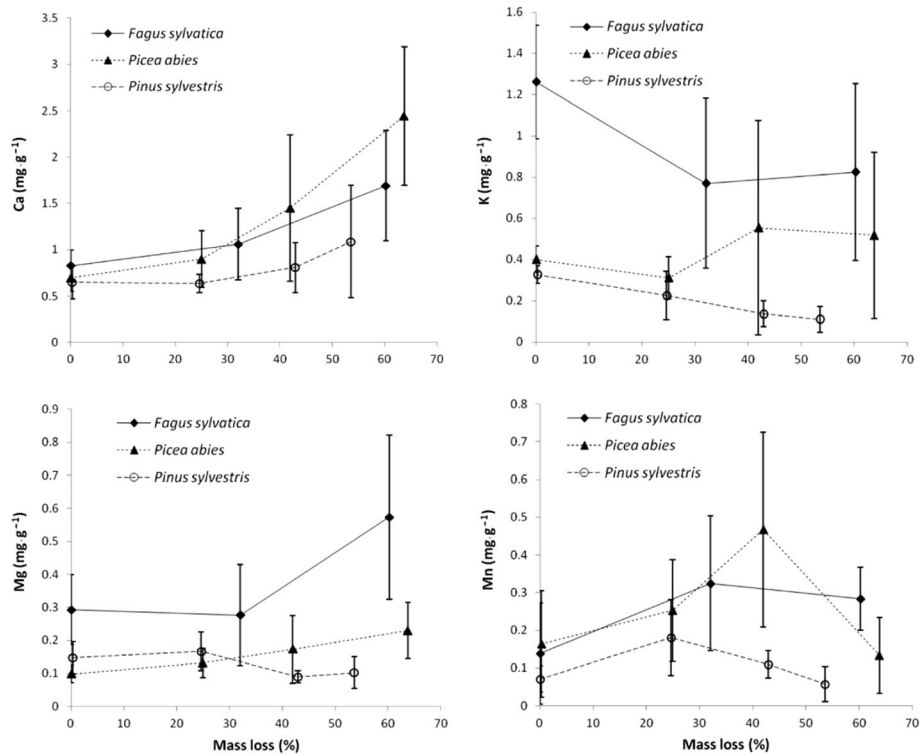 3.5
3
2.5
2
1.5
1
0.5
0
Ca (mg·g⁻¹)
Fagus sylvatica
Picea abies
Pinus sylvestris
0 10 20 30 40 50 60 70
1.6
1.4
1.2
1
0.8
0.6
0.4
0.2
0
K (mg·g⁻¹)
Fagus sylvatica
Picea abies
Pinus sylvestris
0 10 20 30 40 50 60 70
0.9
0.8
0.7
0.6
0.5
0.4
0.3
0.2
0.1
0
Mg (mg·g⁻¹)
Fagus sylvatica
Picea abies
Pinus sylvestris
0 10 20 30 40 50 60 70
Mass loss (%)
0.8
0.7
0.6
0.5
0.4
0.3
0.2
0.1
0
Mn (mg·g⁻¹)
Fagus sylvatica
Picea abies
Pinus sylvestris
0 10 20 30 40 50 60 70
Mass loss (%)